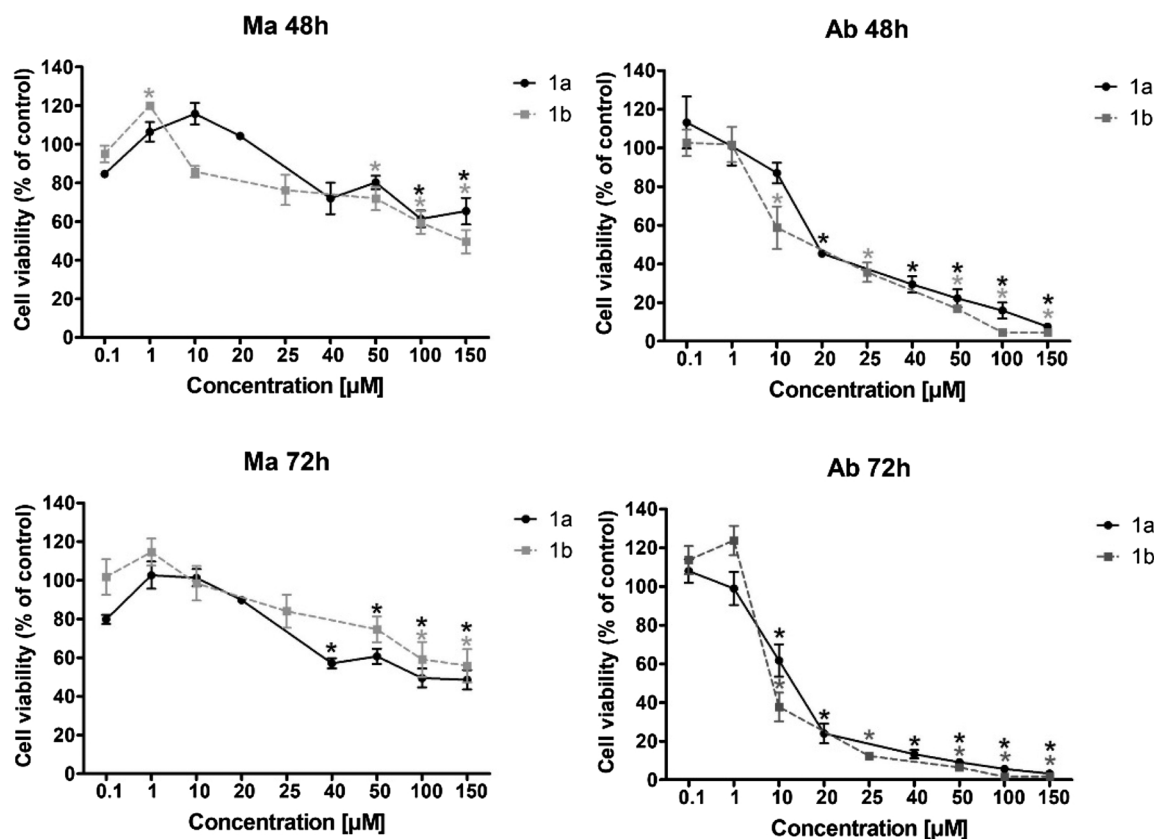 Ma 48h
Cell viability (% of control)
140
120
100
80
60
40
20
0
0.1 1 10 20 25 40 50 100 150
Concentration [µM]
1a
1b
* * * * * *
Ab 48h
Cell viability (% of control)
140
120
100
80
60
40
20
0
0.1 1 10 20 25 40 50 100 150
Concentration [µM]
1a
1b
* * * * * * * * * *
Ma 72h
Cell viability (% of control)
140
120
100
80
60
40
20
0
0.1 1 10 20 25 40 50 100 150
Concentration [µM]
1a
1b
* * * * * *
Ab 72h
Cell viability (% of control)
140
120
100
80
60
40
20
0
0.1 1 10 20 25 40 50 100 150
Concentration [µM]
1a
1b
* * * * * * * * * * *